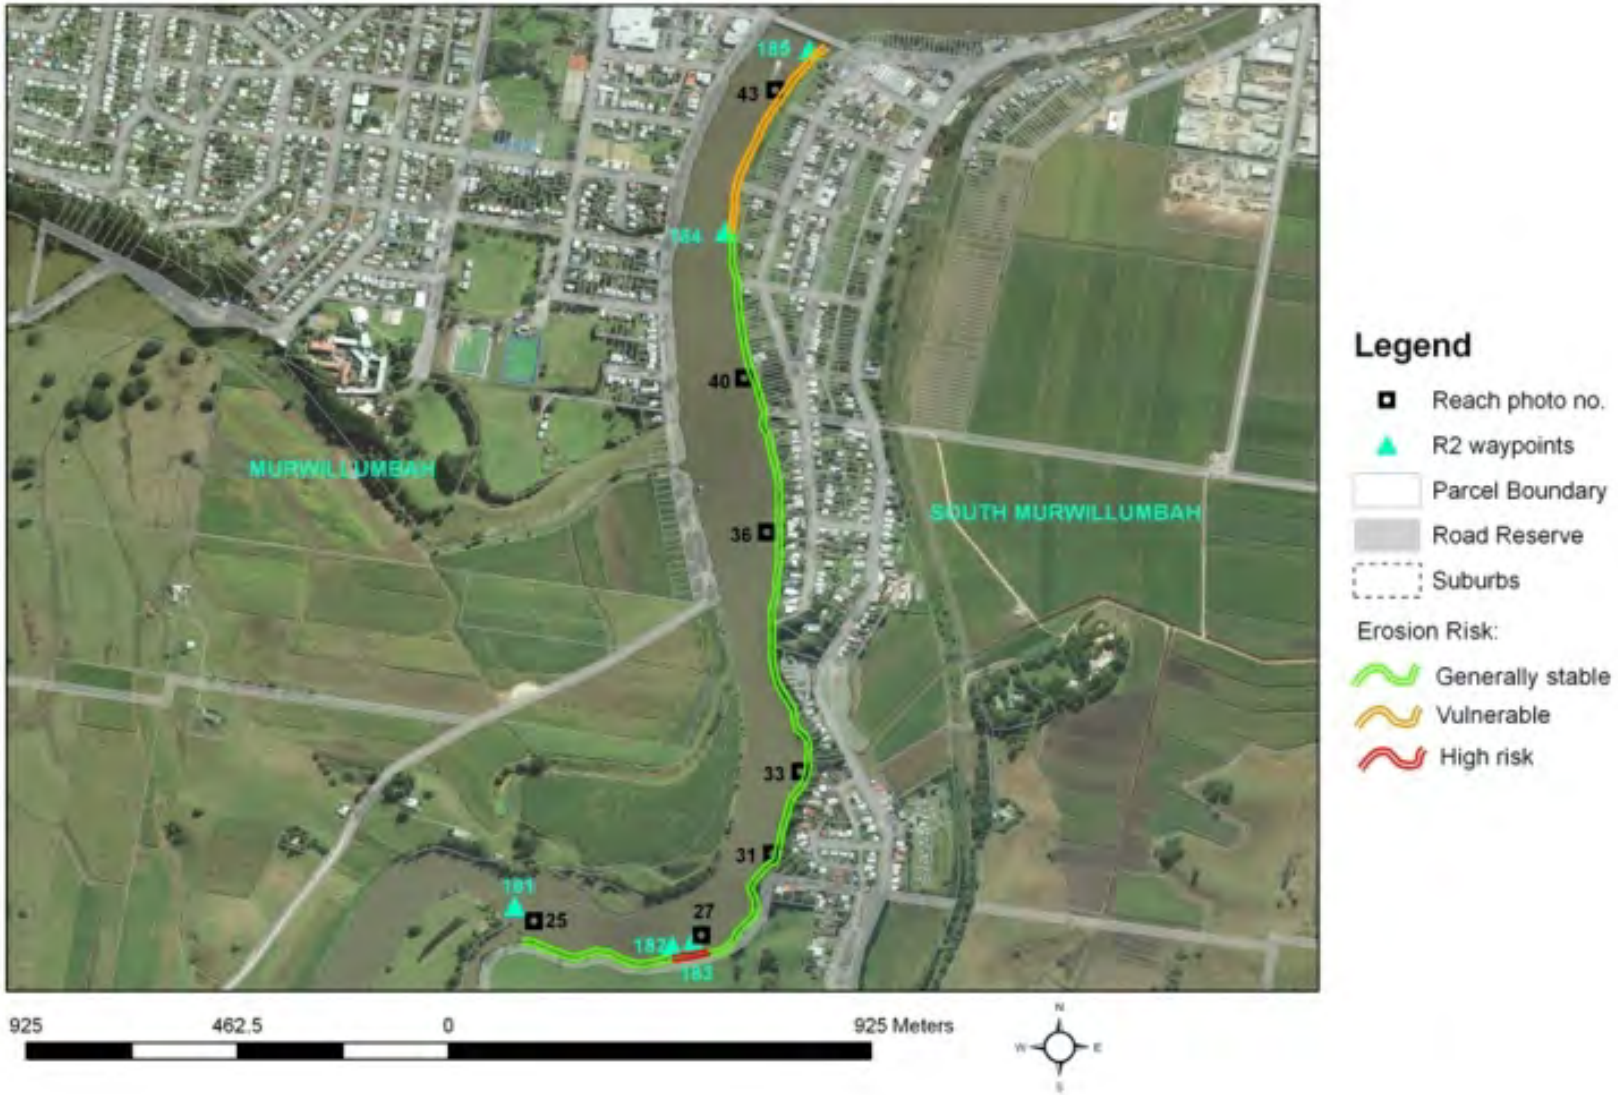 185
43
184
40
MURWILLUMBAH
36
SOUTH MURWILLUMBAH
33
31
181
25
27
182
183
Legend
Reach photo no.
R2 waypoints
Parcel Boundary
Road Reserve
Suburbs
Erosion Risk:
Generally stable
Vulnerable
High risk
925 462.5 0 925 Meters
N
W E
S